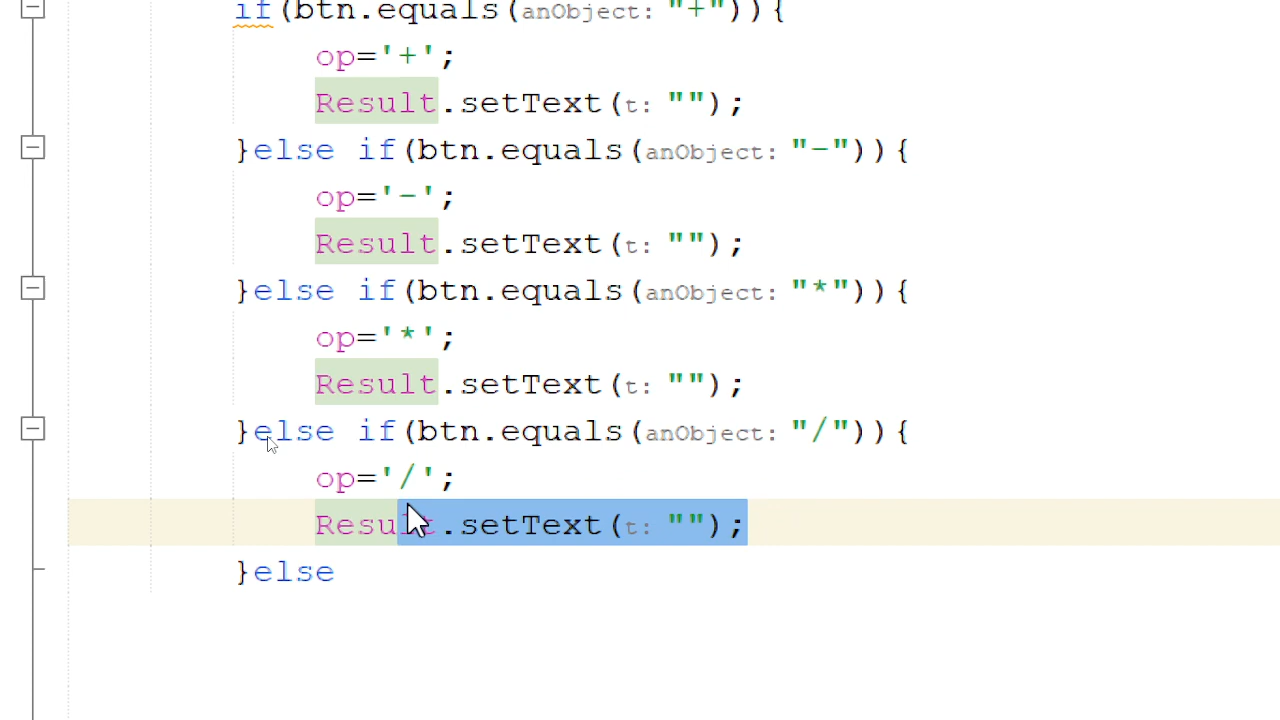 if(btn.equals(anObject: "+")){
op='+';
Result.setText(t: "");
}else if(btn.equals(anObject: "-")){
op='-';
Result.setText(t: "");
}else if(btn.equals(anObject: "*")){
op='*';
Result.setText(t: "");
}else if(btn.equals(anObject: "/")){
op='/';
Result.setText(t: "");
}else